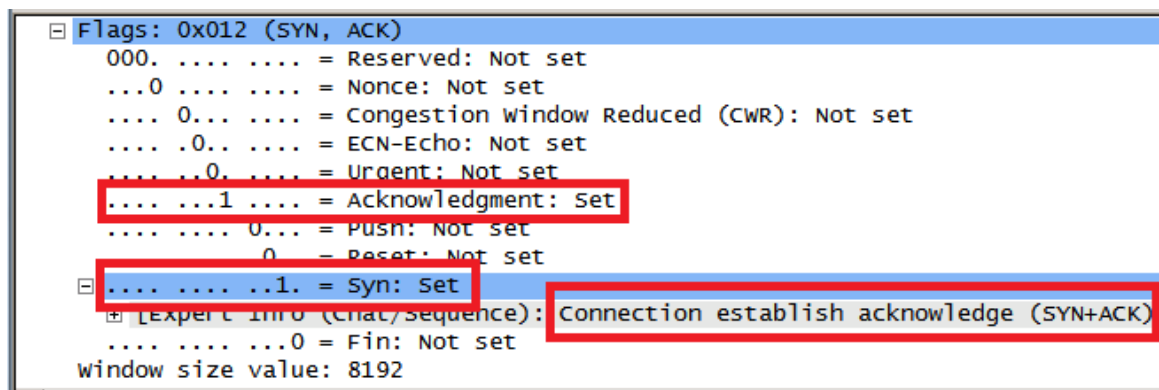 Flags: 0x012 (SYN, ACK)
000. .... .... = Reserved: Not set
...0 .... .... = Nonce: Not set
.... 0... .... = Congestion Window Reduced (CWR): Not set
.... .0.. .... = ECN-Echo: Not set
.... ..0. .... = Urgent: Not set
.... ...1 .... = Acknowledgment: Set
.... .... 0... = Push: Not set
0.. = Reset: Not set
.... .... ..1. = Syn: Set
[Expert Info (Chat/Sequence): Connection establish acknowledge (SYN+ACK)
.... .... ...0 = Fin: Not set
Window size value: 8192